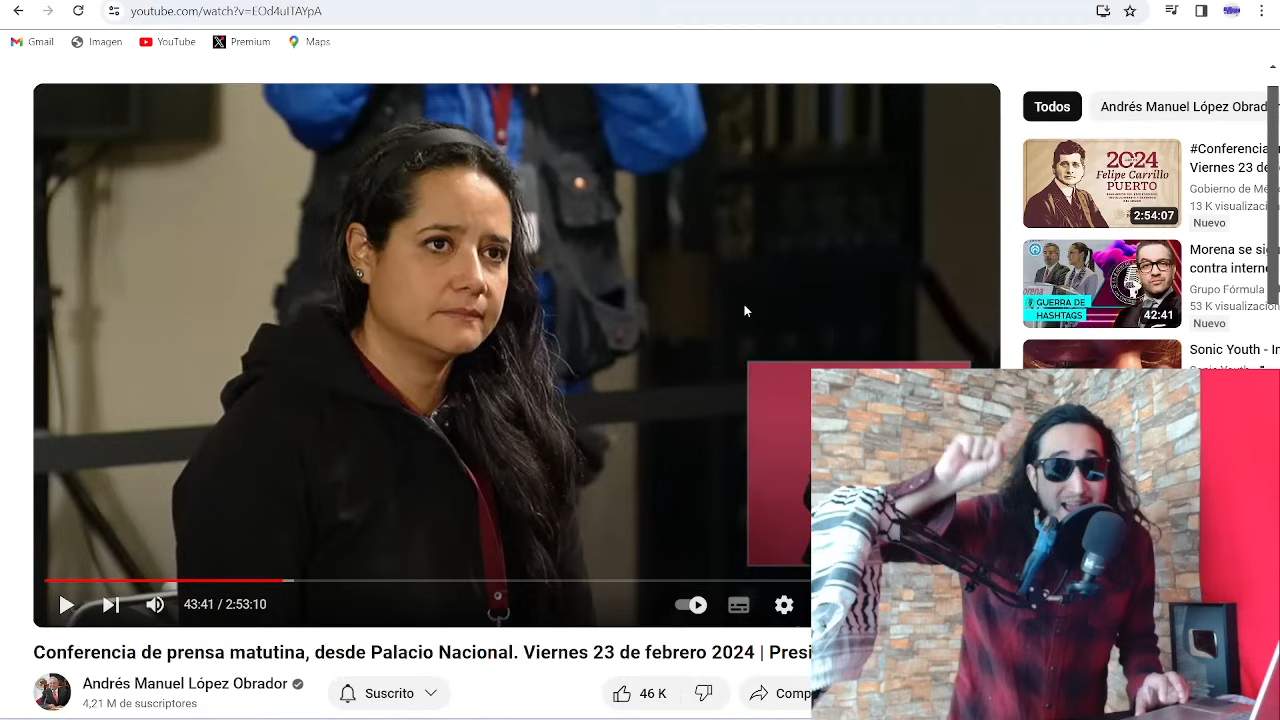 youtube.com/watch?v=EOd4uITAYpA
Gmail
Imagen
YouTube
Premium
Maps
Todos
Andrés Manuel López Obrad
2024
Felipe Carrillo
PUERTO
2:54:07
#Conferencia
Viernes 23 de
Gobierno de Mé
13 K visualizaci
Nuevo
GUERRA DE
HASHTAGS
42:41
Morena se si
contra interne
Grupo Fórmula
53 K visualizacio
Nuevo
Sonic Youth - In
43:41 / 2:53:10
Conferencia de prensa matutina, desde Palacio Nacional. Viernes 23 de febrero 2024 | Presi
Andrés Manuel López Obrador
4,21 M de suscriptores
Suscrito
46 K
Comp